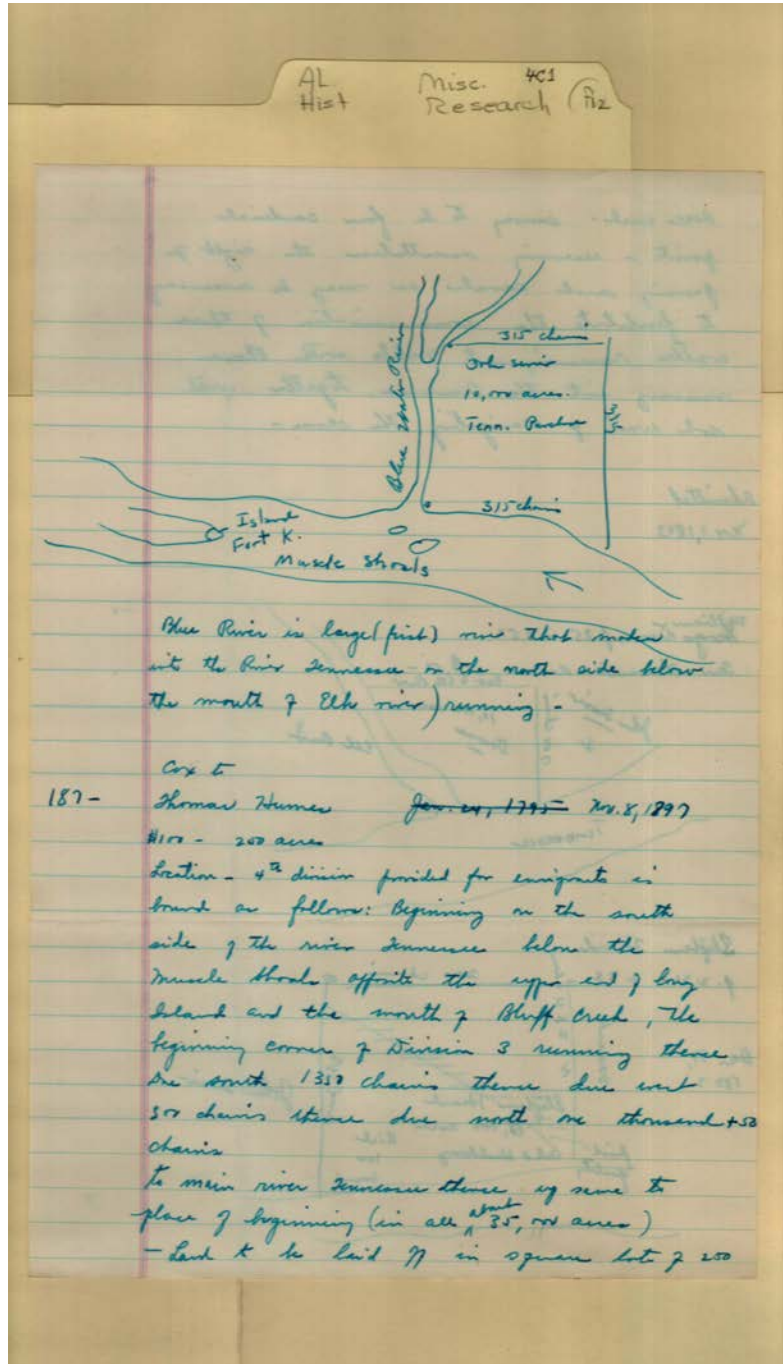 AL Misc. 4C1
Hist Research
315 chains
10,000 acres.
Tenn.
Blue Water River
315
315 chains
Island
Fort K.
Muscle Shoals
Blue River is large (first) river that makes
into the River Tennessee on the north side below
the mouth of Elk river) running -
Cox to
187- Thomas Humes Jan. 24, 1795 Nov. 8, 1897
$100 - 200 acres
Location - 4th division provided for emigrants is
bound as follows: Beginning on the south
side of the river Tennessee below the
Muscle Shoals opposite the upper end of long
Island and the mouth of Bluff Creek, The
beginning corner of Division 3 running thence
due south 1350 chains thence due west
300 chains thence due north one thousand + 50
chains
to main river Tennessee thence up same to
place of beginning (in all about 35,000 acres)
- Land to be laid off in square lots of 250